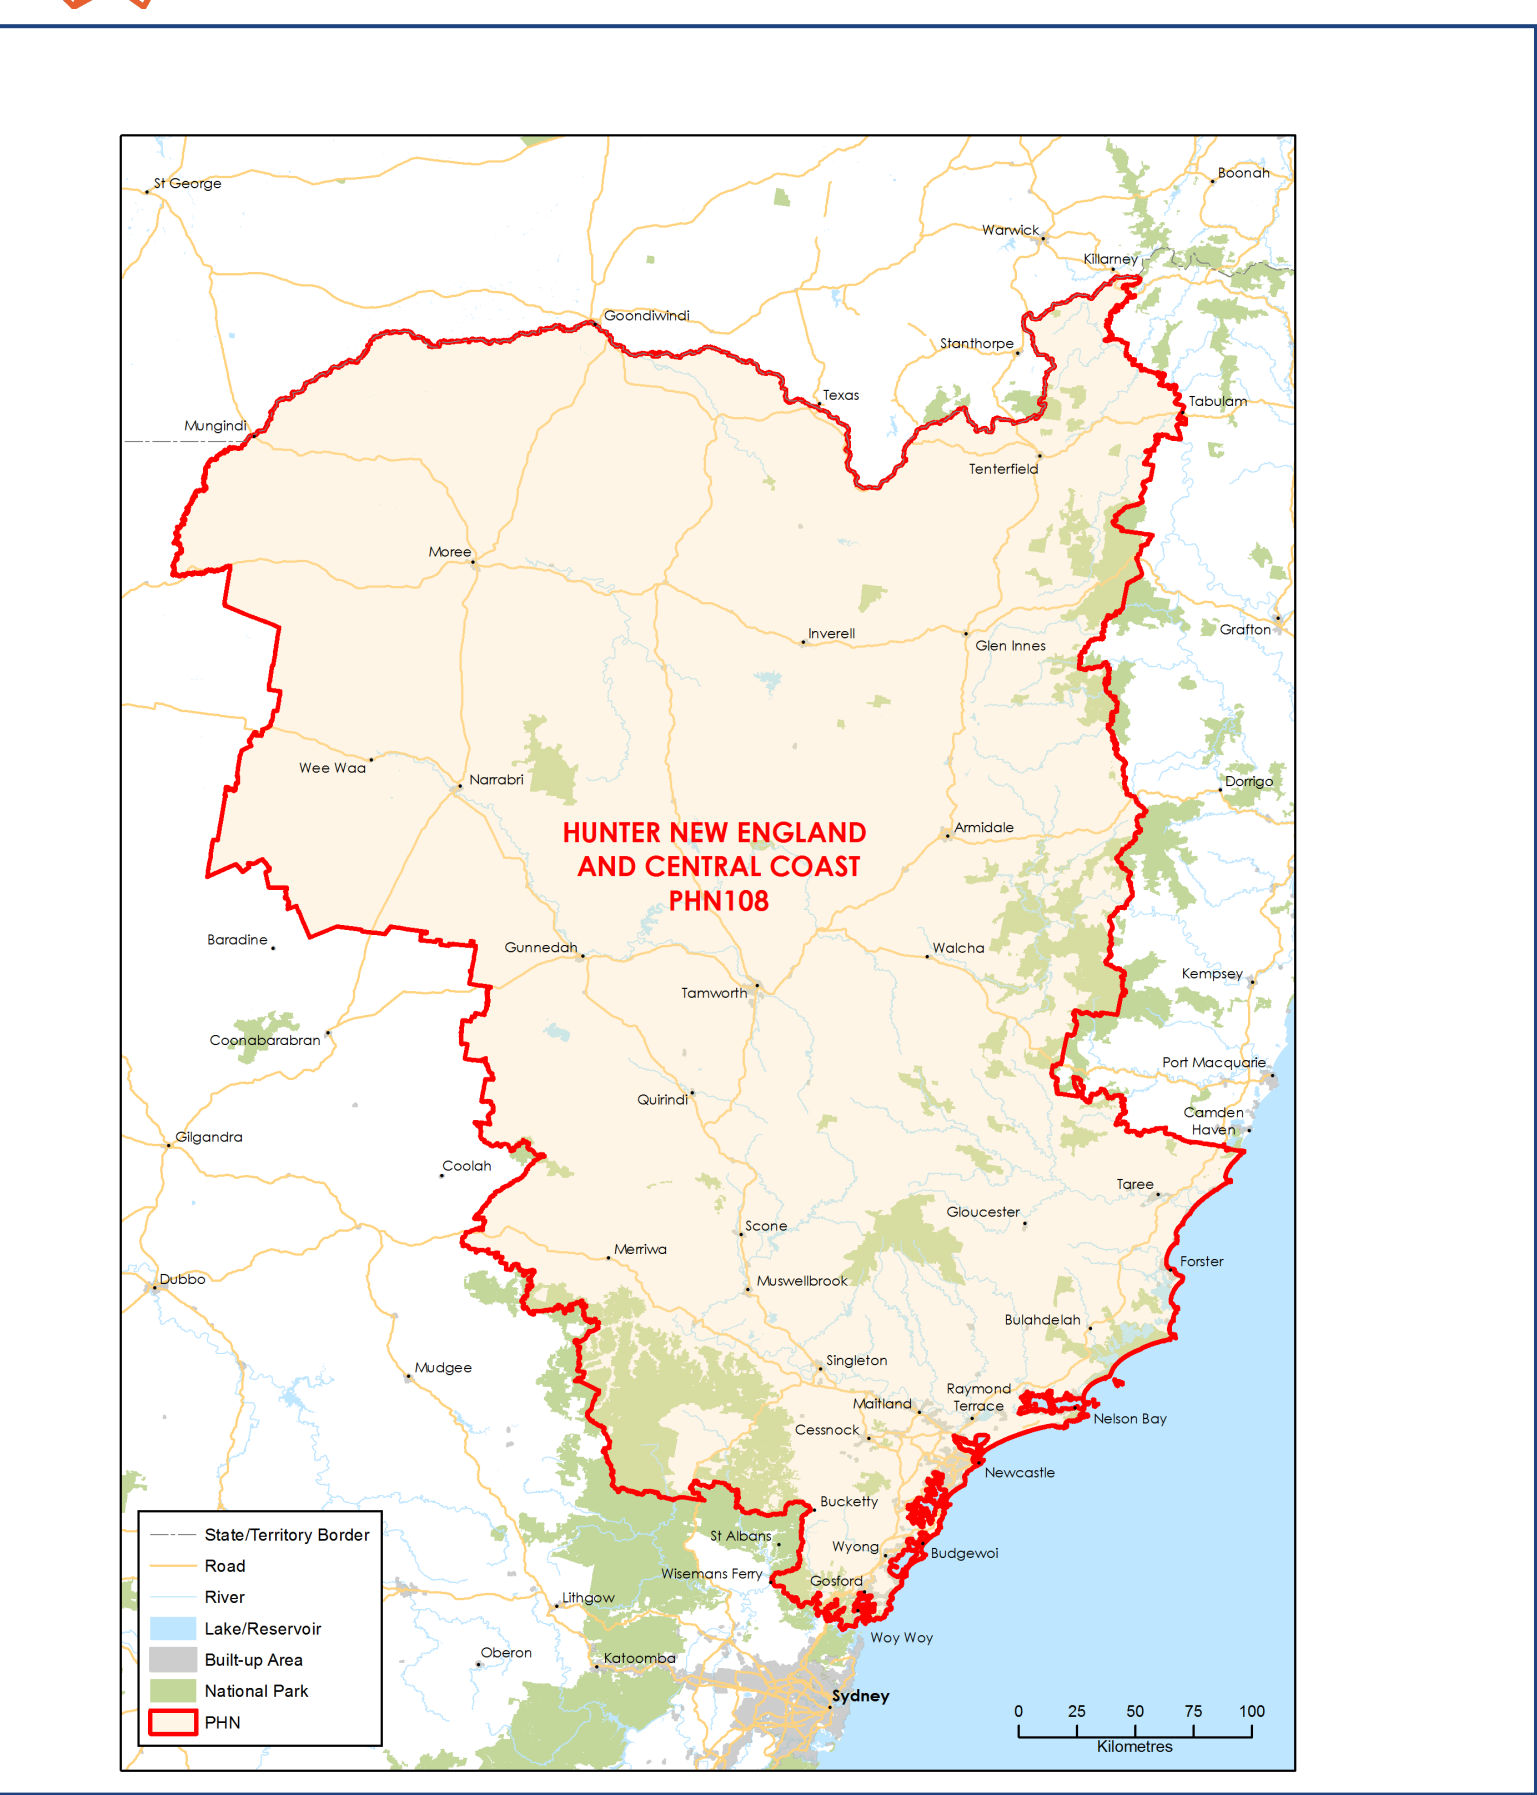 St George
Boonah
Warwick
Killarney
Goondiwindi
Stanthorpe
Texas
Tabulam
Mungindi
Tenterfield
Moree
Inverell
Grafton
Glen Innes
Wee Waa
Narrabri
Dorrigo
Armidale
HUNTER NEW ENGLAND
AND CENTRAL COAST
PHN108
Baradine
Gunnedah
Walcha
Kempsey
Tamworth
Coonabarabran
Port Macquarie
Quirindi
Camden
Haven
Gilgandra
Coolah
Taree
Gloucester
Scone
Merriwa
Forster
Dubbo
Muswellbrook
Bulahdelah
Mudgee
Singleton
Raymond
Terrace
Maitland
Nelson Bay
Cessnock
Newcastle
Bucketty
St Albans
Wyong
Budgewoi
Wisemans Ferry
Gosford
Lithgow
Woy Woy
Oberon
Katoomba
Sydney
State/Territory Border
Road
River
Lake/Reservoir
Built-up Area
National Park
PHN
0 25 50 75 100
Kilometres